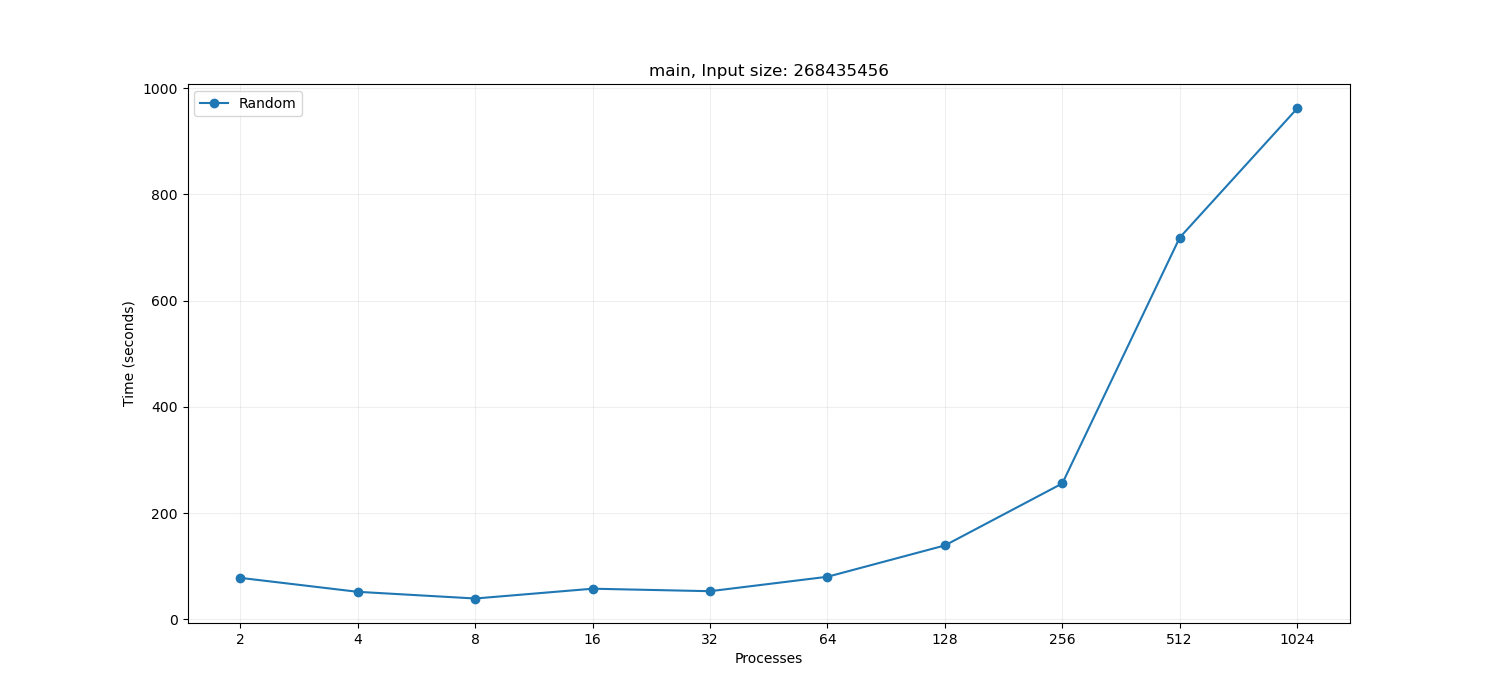 main, Input size: 268435456
Random
1000
800
600
400
200
0
Time (seconds)
2 4 8 16 32 64 128 256 512 1024
Processes